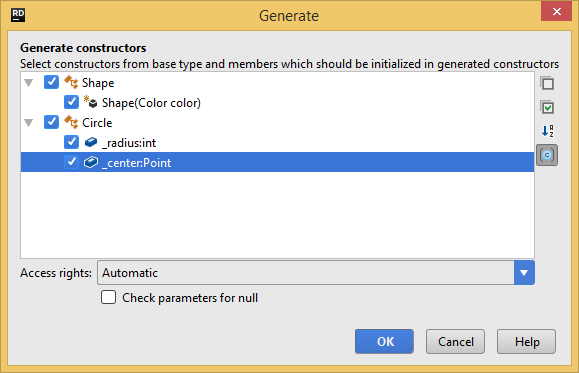 RD
Generate
Generate constructors
Select constructors from base type and members which should be initialized in generated constructors
Shape
Shape(Color color)
Circle
_radius:int
_center:Point
Access rights: Automatic
Check parameters for null
OK Cancel Help